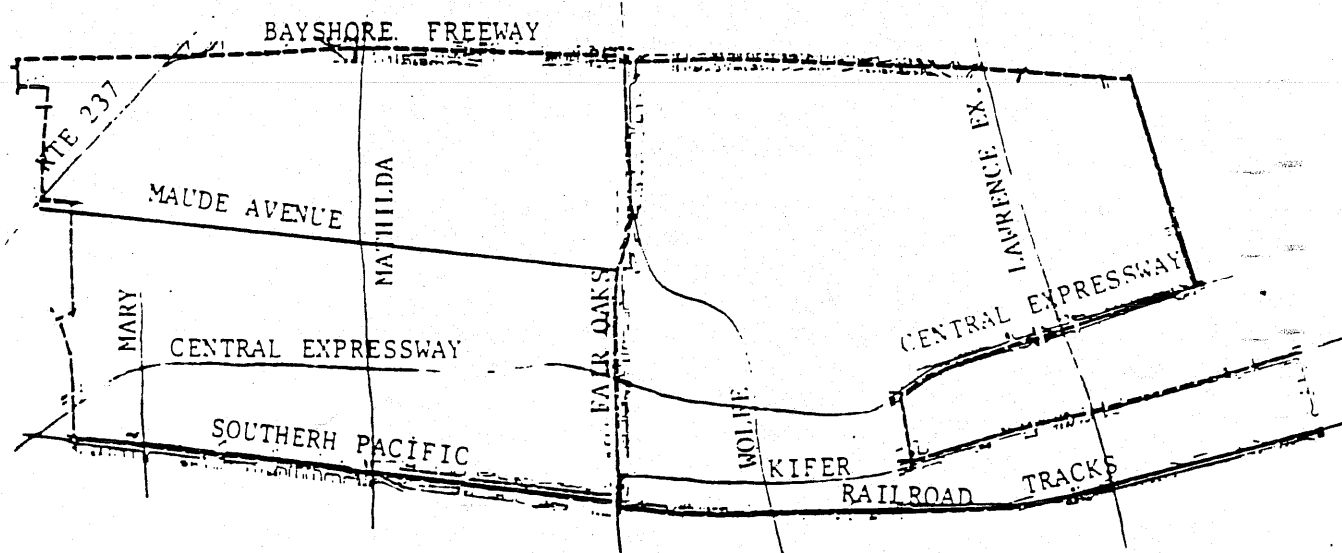 BAYSHORE. FREEWAY
RTE 237
MAUDE AVENUE
MATHILDA
LAWRENCE EX.
MARY
CENTRAL EXPRESSWAY
FAIR OAKS
CENTRAL EXPRESSWAY
WOLFE
SOUTHERH PACIFIC
KIFER
RAILROAD TRACKS